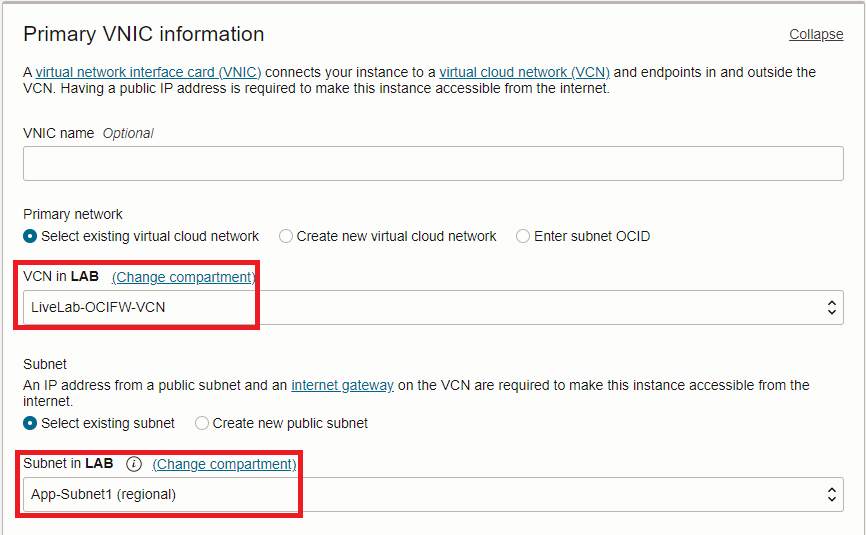 Primary VNIC information
Collapse
A virtual network interface card (VNIC) connects your instance to a virtual cloud network (VCN) and endpoints in and outside the
VCN. Having a public IP address is required to make this instance accessible from the internet.
VNIC name Optional
Primary network
Select existing virtual cloud network Create new virtual cloud network Enter subnet OCID
VCN in LAB (Change compartment)
LiveLab-OCIFW-VCN
Subnet
An IP address from a public subnet and an internet gateway on the VCN are required to make this instance accessible from the
internet.
Select existing subnet Create new public subnet
Subnet in LAB i (Change compartment)
App-Subnet1 (regional)